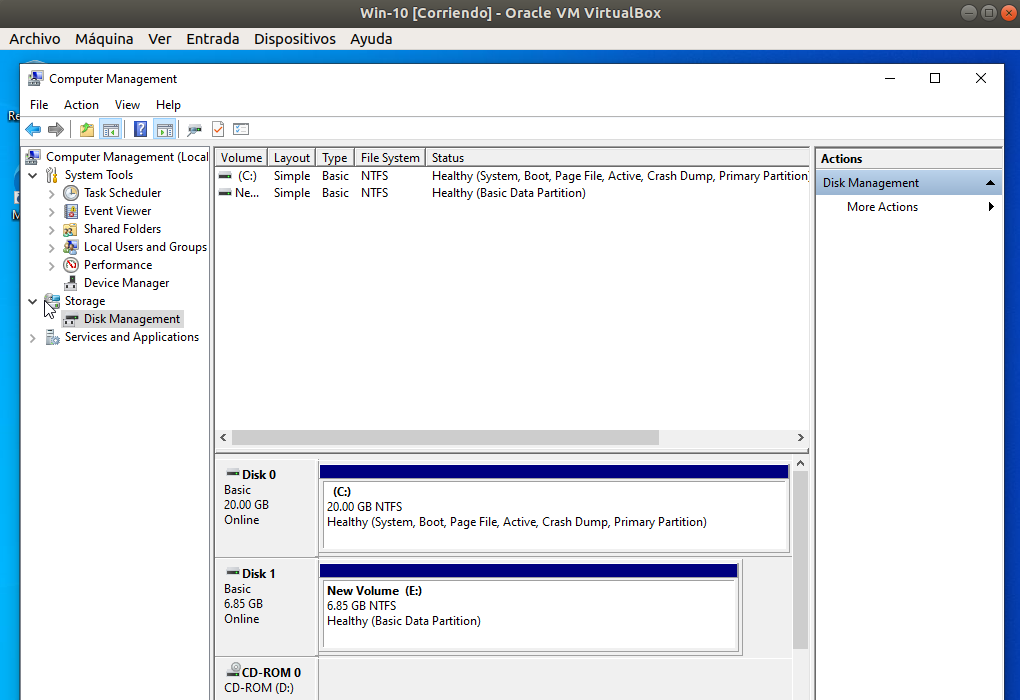 Win-10 [Corriendo] - Oracle VM VirtualBox
Archivo Máquina Ver Entrada Dispositivos Ayuda
Computer Management
File Action View Help
Computer Management (Local
System Tools
Task Scheduler
Event Viewer
Shared Folders
Local Users and Groups
Performance
Device Manager
Storage
Disk Management
Services and Applications
Volume Layout Type File System Status
(C:) Simple Basic NTFS Healthy (System, Boot, Page File, Active, Crash Dump, Primary Partition)
Ne... Simple Basic NTFS Healthy (Basic Data Partition)
Disk 0
Basic
20.00 GB
Online
(C:)
20.00 GB NTFS
Healthy (System, Boot, Page File, Active, Crash Dump, Primary Partition)
Disk 1
Basic
6.85 GB
Online
New Volume (E:)
6.85 GB NTFS
Healthy (Basic Data Partition)
CD-ROM 0
CD-ROM (D:)
Actions
Disk Management
More Actions